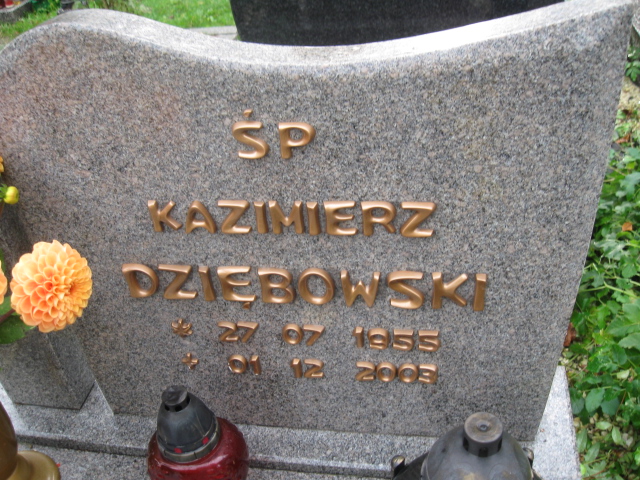 ŚP
KAZIMIERZ
DZIĘBOWSKI
* 27 07 1955
+ 01 12 2003